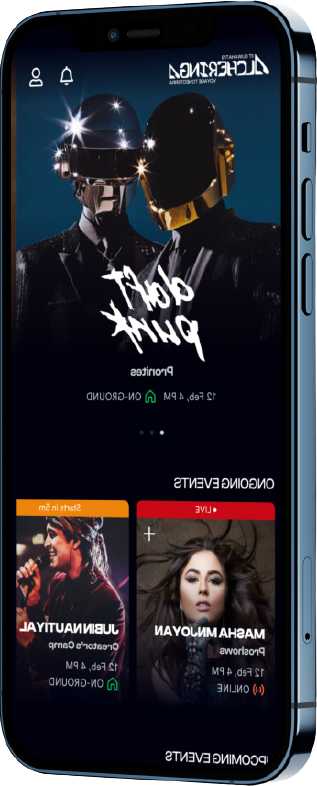 IIT GUWAHATI'S
ALCHERINGA
VOYAGE TO NEOTERRA
daft
punk
Pronites
12 Feb, 4 PM ON-GROUND
ONGOING EVENTS
• LIVE
MASHA MNJOYAN
Proshows
12 Feb, 4 PM
ONLINE
Starts in 5m
JUBIN NAUTIYAL
Creator's Camp
12 Feb, 4 PM
ON-GROUND
UPCOMING EVENTS